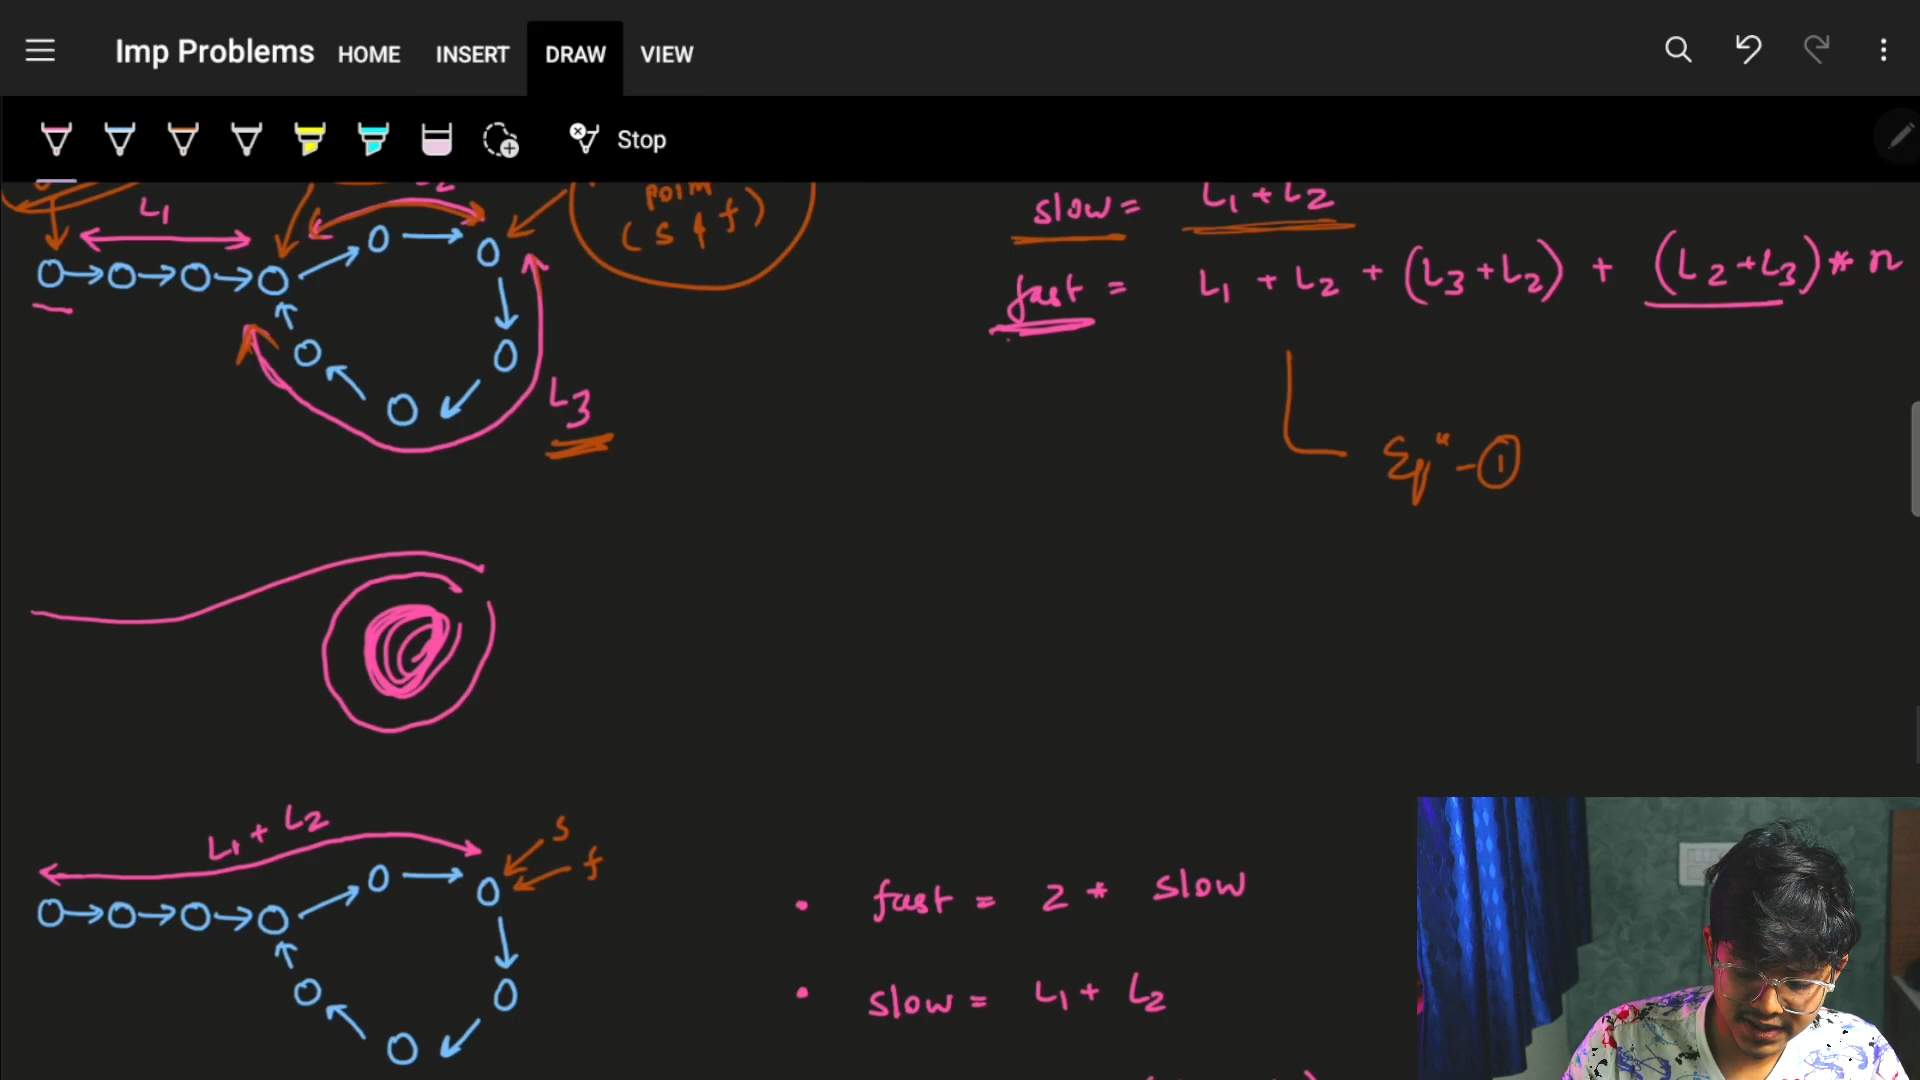 Imp Problems HOME INSERT DRAW VIEW
Stop
L1
(s & f)
slow = L1 + L2
fast = L1 + L2 + (L3+L2) + (L2+L3)* n
L3
Eqn - 1
L1 + L2
s
f
• fast = 2 * slow
• slow = L1 + L2